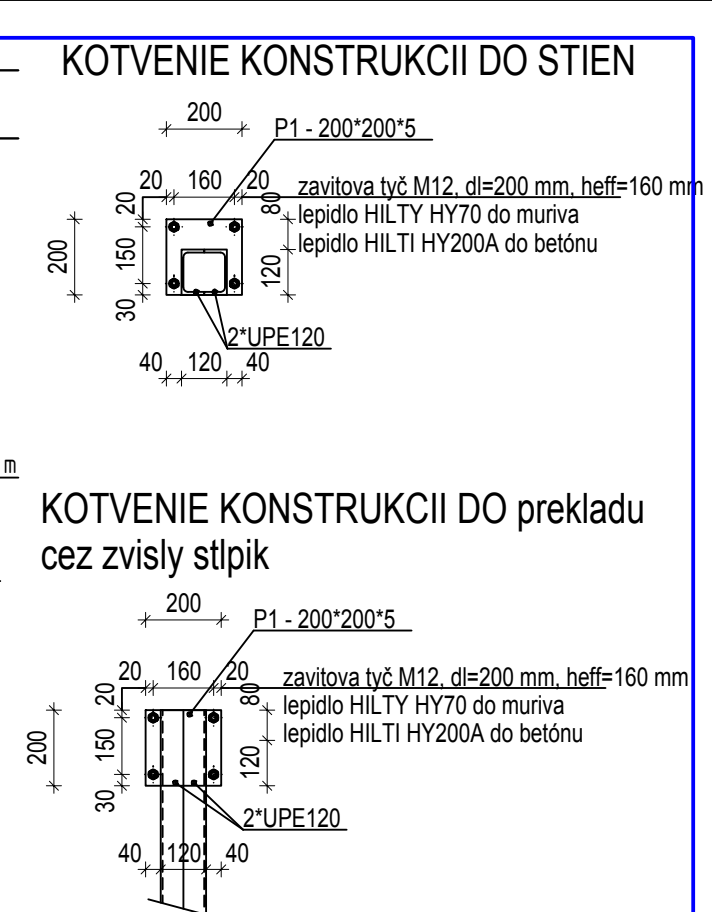 KOTVENIE KONSTRUKCII DO STIEN
200
P1 - 200*200*5
20 160 20
zavitova tyč M12, dl=200 mm, heff=160 mm
lepidlo HILTY HY70 do muriva
lepidlo HILTI HY200A do betónu
20
80
200
150
120
30
2*UPE120
40 120 40
m
KOTVENIE KONSTRUKCII DO prekladu
cez zvisly stlpik
200
P1 - 200*200*5
20 160 20
zavitova tyč M12, dl=200 mm, heff=160 mm
lepidlo HILTY HY70 do muriva
lepidlo HILTI HY200A do betónu
20
80
200
150
120
30
2*UPE120
40 120 40